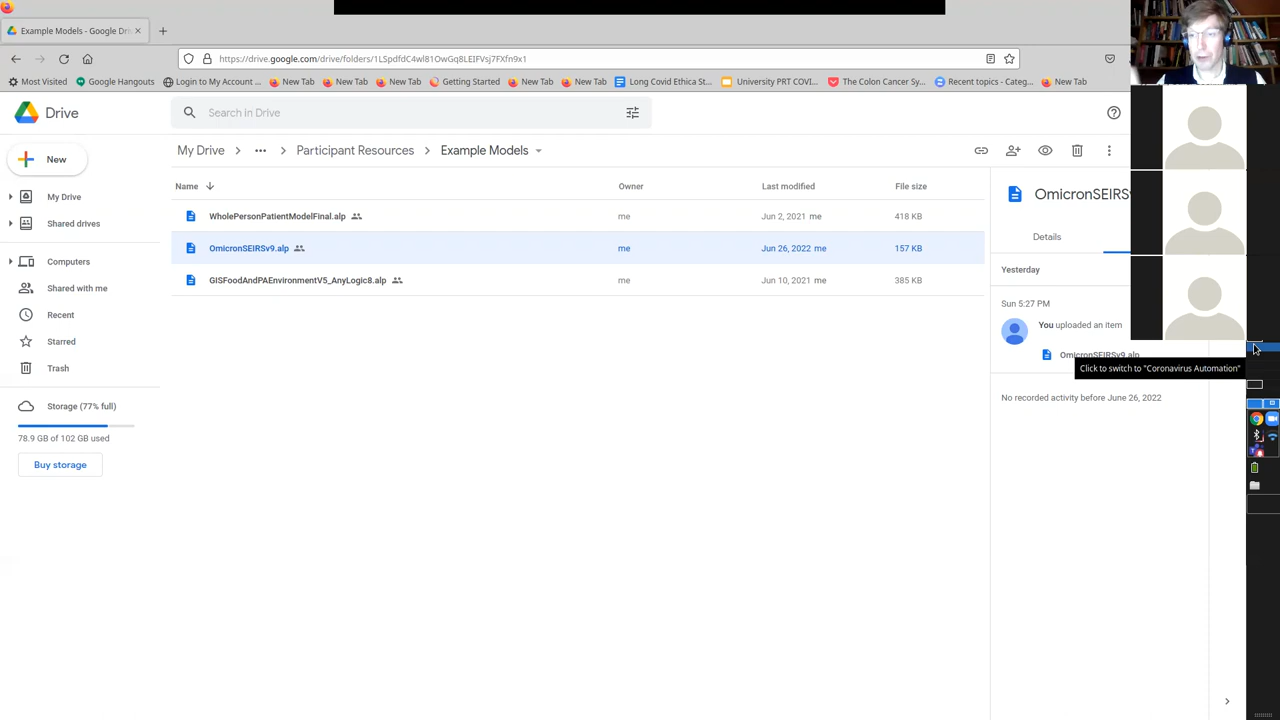 Example Models - Google Dri
https://drive.google.com/drive/folders/1LSpdfdC4wl81OwGq8LEJFVsj7FXfn9x1
Most Visited
Google Hangouts
Login to My Account ...
New Tab
New Tab
New Tab
Getting Started
New Tab
New Tab
Long Covid Ethica St...
University PRT COVI...
The Colon Cancer Sy...
Recent topics - Categ...
New Tab
Drive
Search in Drive
New
My Drive
Participant Resources
Example Models
Name
Owner
Last modified
File size
WholePersonPatientModelFinal.alp
me
Jun 2, 2021 me
418 KB
OmicronSEIRSv9.alp
me
Jun 26, 2022 me
157 KB
GISFoodAndPAEnvironmentV5_AnyLogic8.alp
me
Jun 10, 2021 me
385 KB
My Drive
Shared drives
Computers
Shared with me
Recent
Starred
Trash
Storage (77% full)
78.9 GB of 102 GB used
Buy storage
OmicronSEIRSv
Details
Yesterday
Sun 5:27 PM
You uploaded an item
OmicronSEIRSv9.alp
Click to switch to "Coronavirus Automation"
No recorded activity before June 26, 2022